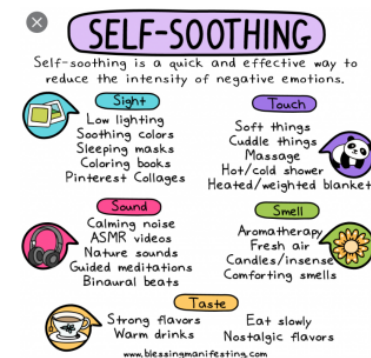 SELF-SOOTHING
Self-soothing is a quick and effective way to
reduce the intensity of negative emotions.
Sight
Low lighting
Soothing colors
Sleeping masks
Coloring books
Pinterest Collages
Touch
Soft things
Cuddle things
Massage
Hot/cold shower
Heated/weighted blanket
Sound
Calming noise
ASMR videos
Nature sounds
Guided meditations
Binaural beats
Smell
Aromatherapy
Fresh air
Candles/insense
Comforting smells
Taste
Strong flavors
Warm drinks
Eat slowly
Nostalgic flavors
www.blessingmanifesting.com